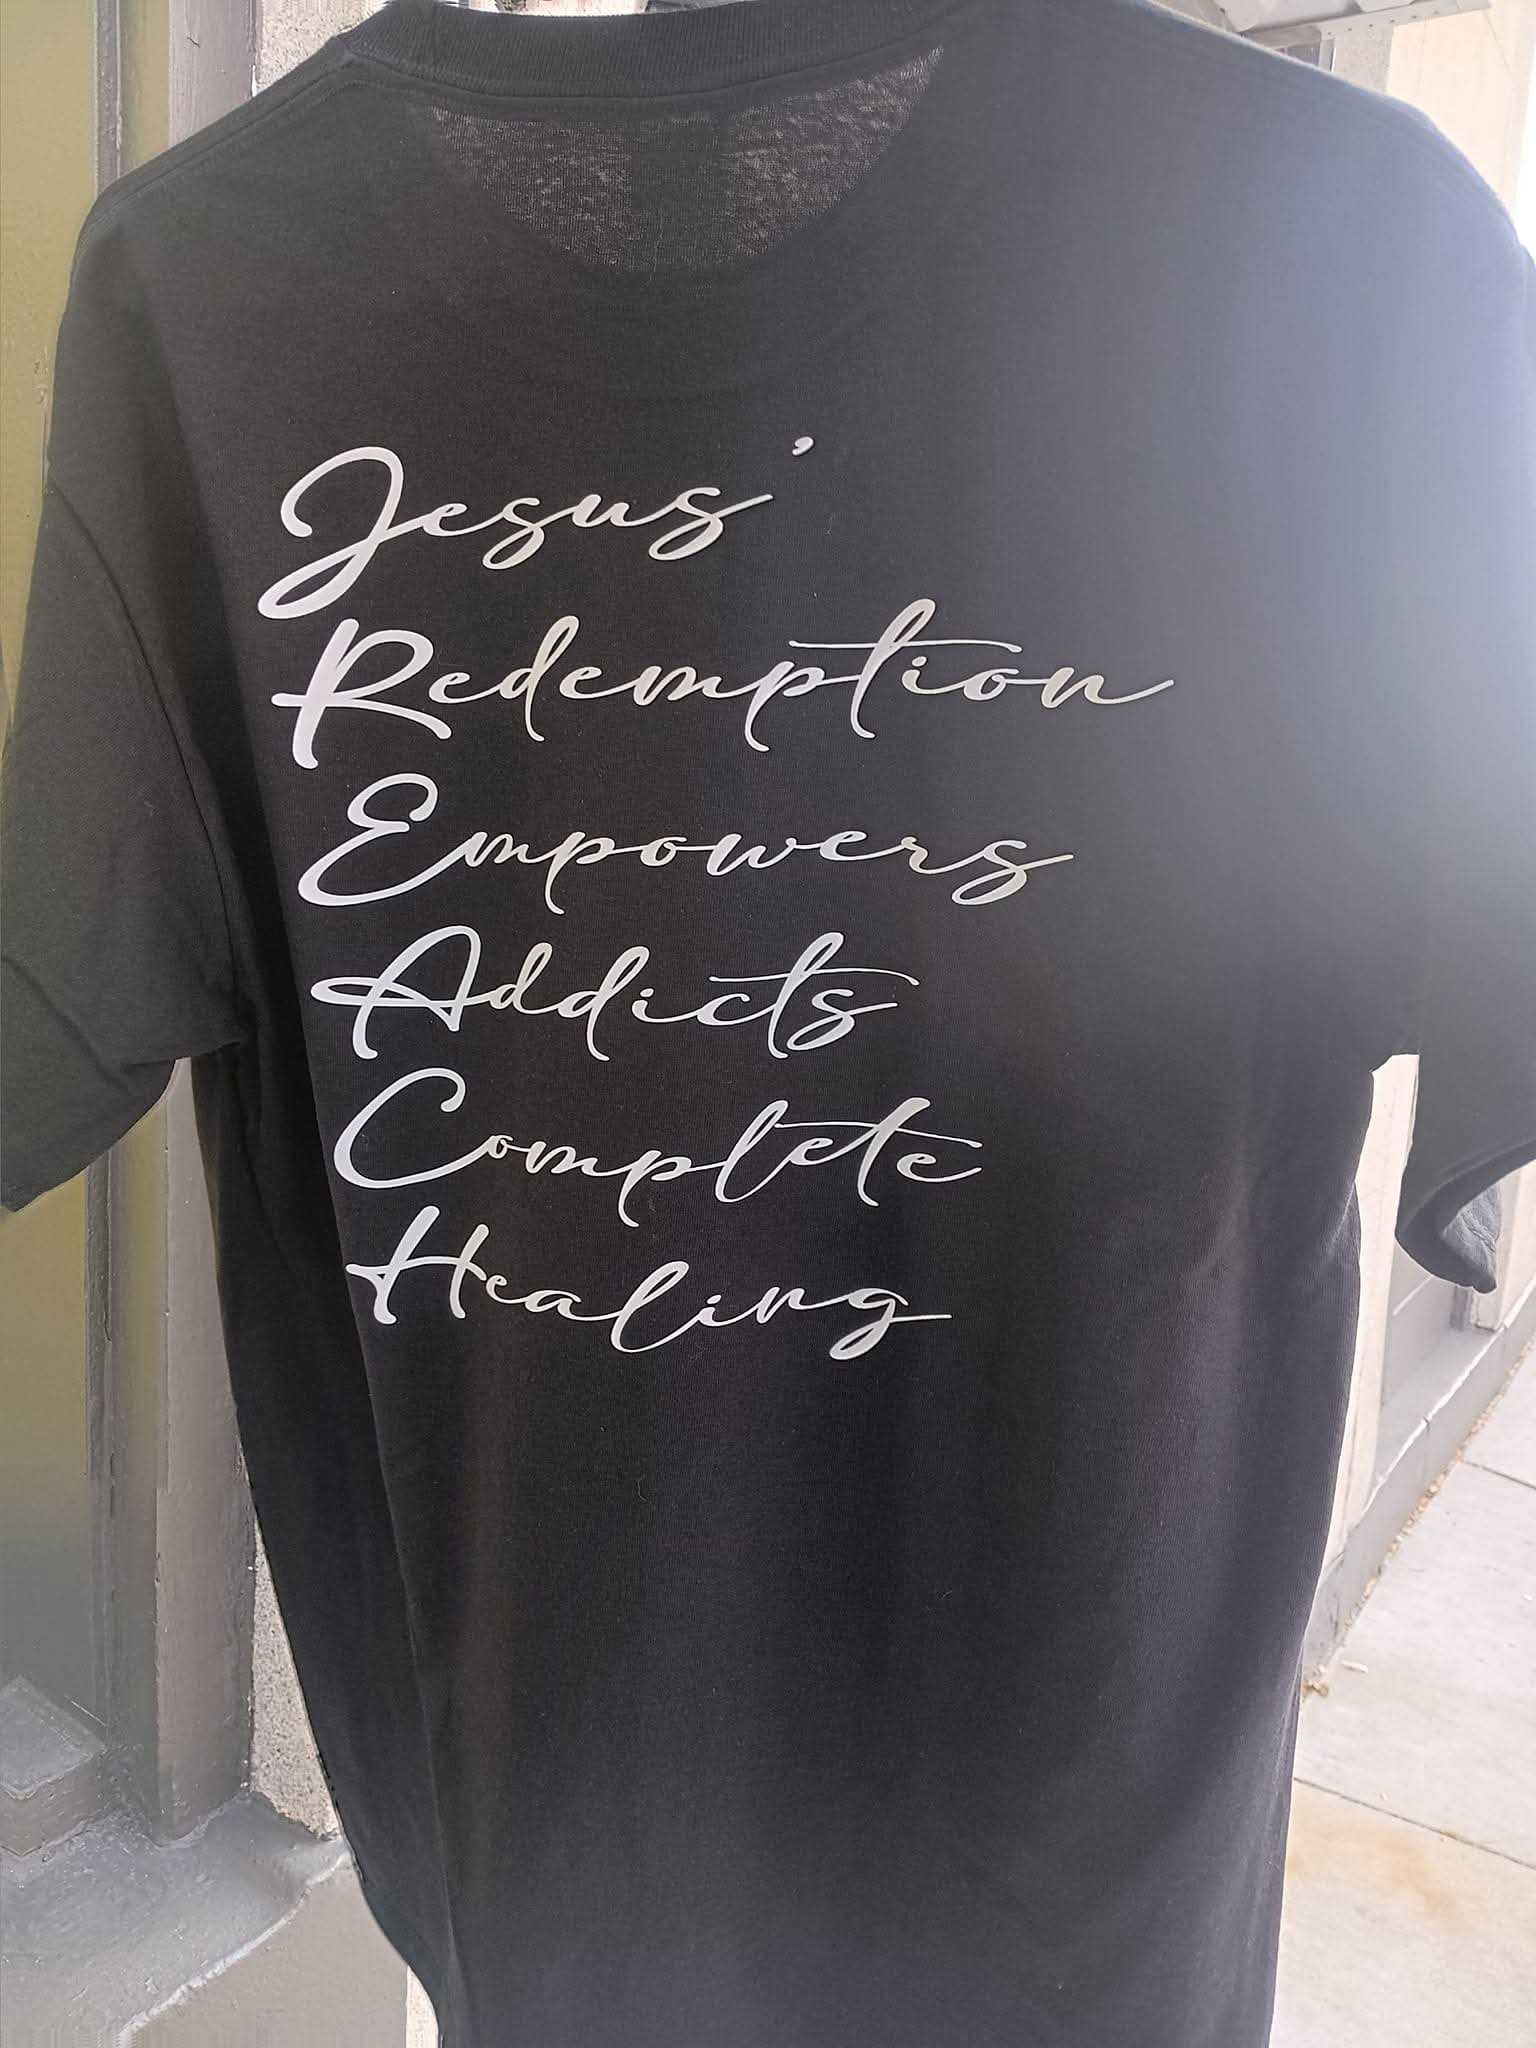 Jesus'
Redemption
Empowers
Addicts
Complete
Healing